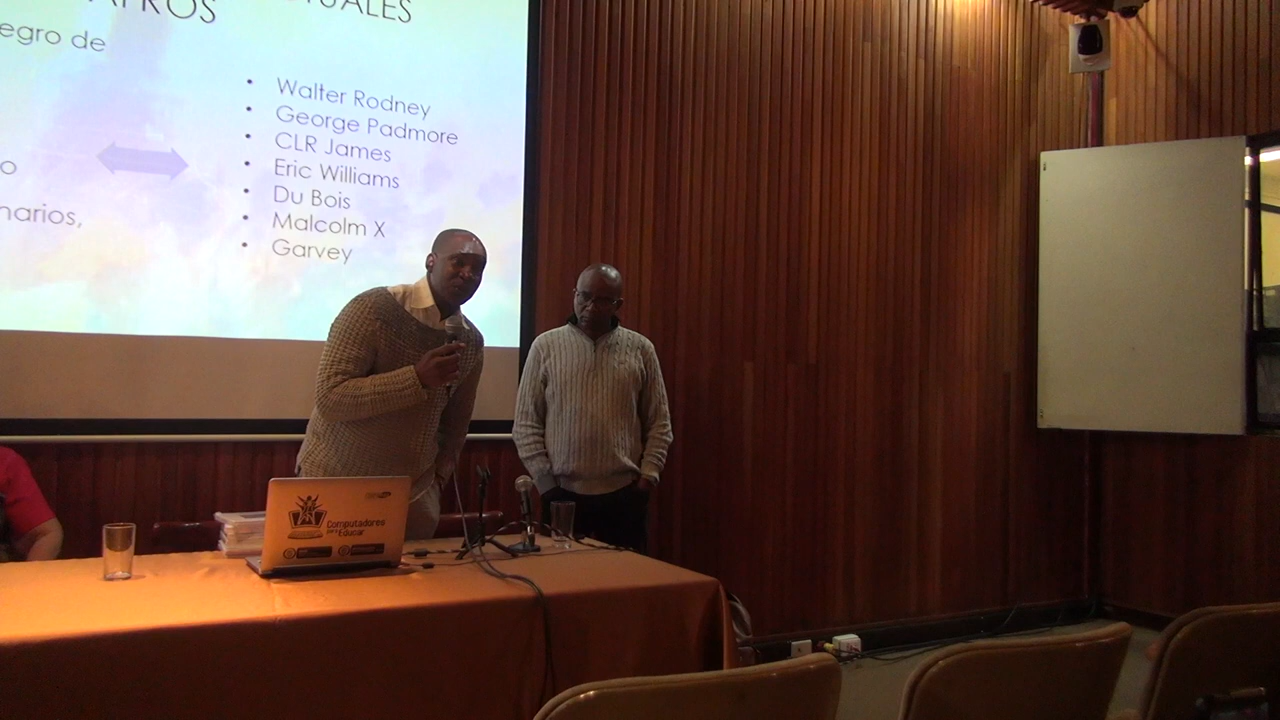 AFROS
egro de
o
narios,
• Walter Rodney
• George Padmore
• CLR James
• Eric Williams
• Du Bois
• Malcolm X
• Garvey
Computadores
para Educar